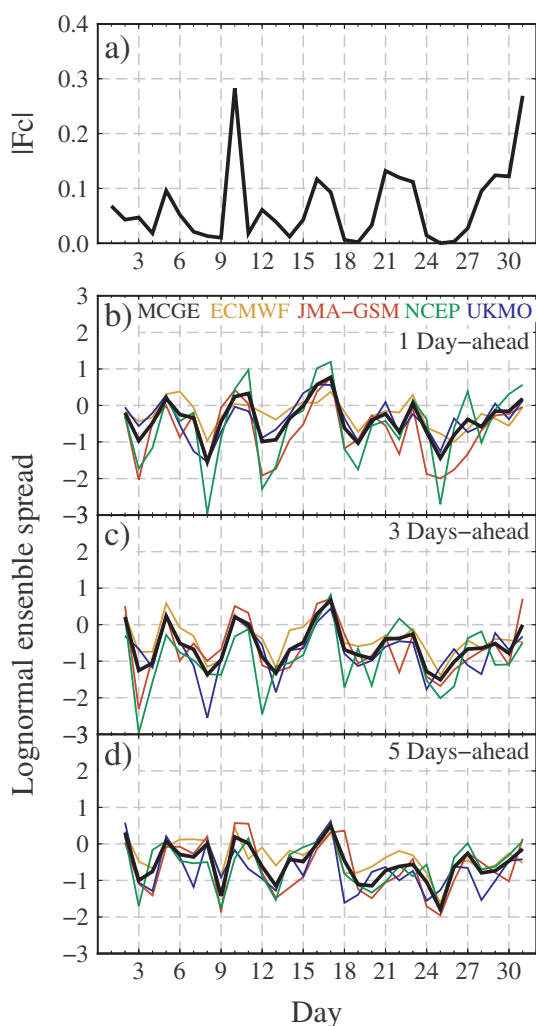 a)
|Fc|
0.4
0.3
0.2
0.1
0.0
3 6 9 12 15 18 21 24 27 30
b) MCGE ECMWF JMA−GSM NCEP UKMO
1 Day−ahead
3
2
1
0
−1
−2
−3
c) 3 Days−ahead
2
1
0
−1
−2
−3
d) 5 Days−ahead
2
1
0
−1
−2
−3
3 6 9 12 15 18 21 24 27 30
Lognormal ensenble spread
Day